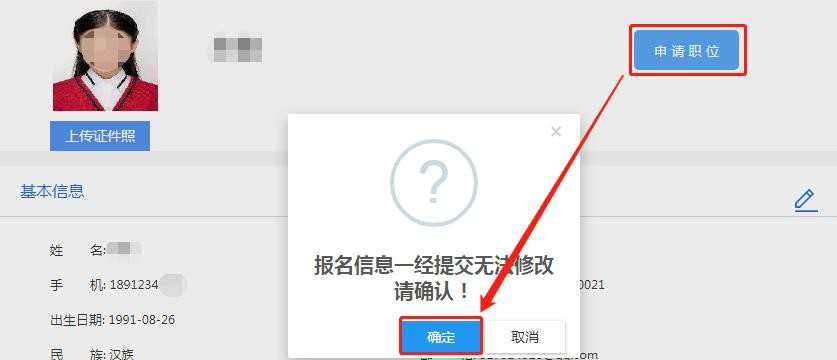 申请职位
上传证件照
×
基本信息
?
报名信息一经提交无法修改
请确认！
姓 名:
手 机: 1891234
0021
出生日期: 1991-08-26
确定
取消
民 族: 汉族